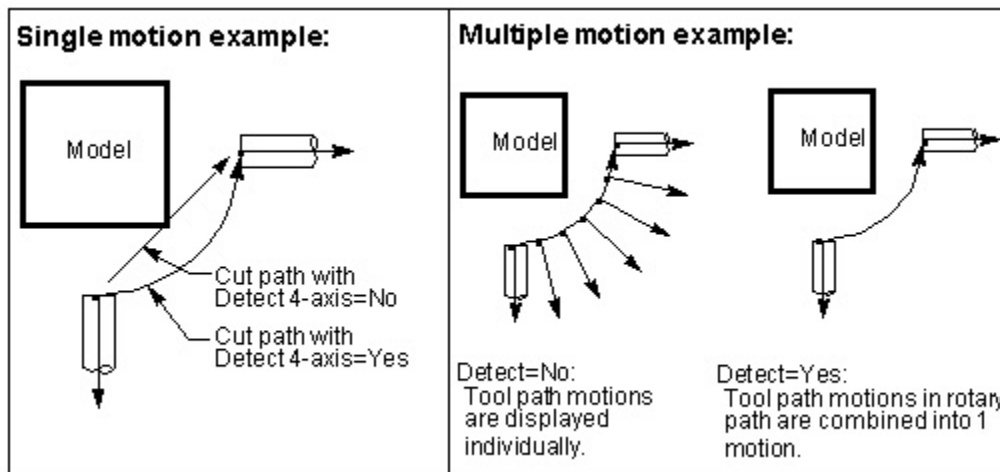 Single motion example:
Model
Cut path with
Detect 4-axis=No
Cut path with
Detect 4-axis=Yes
Multiple motion example:
Model
Model
Detect=No:
Tool path motions
are displayed
individually.
Detect=Yes:
Tool path motions in rotary
path are combined into 1
motion.